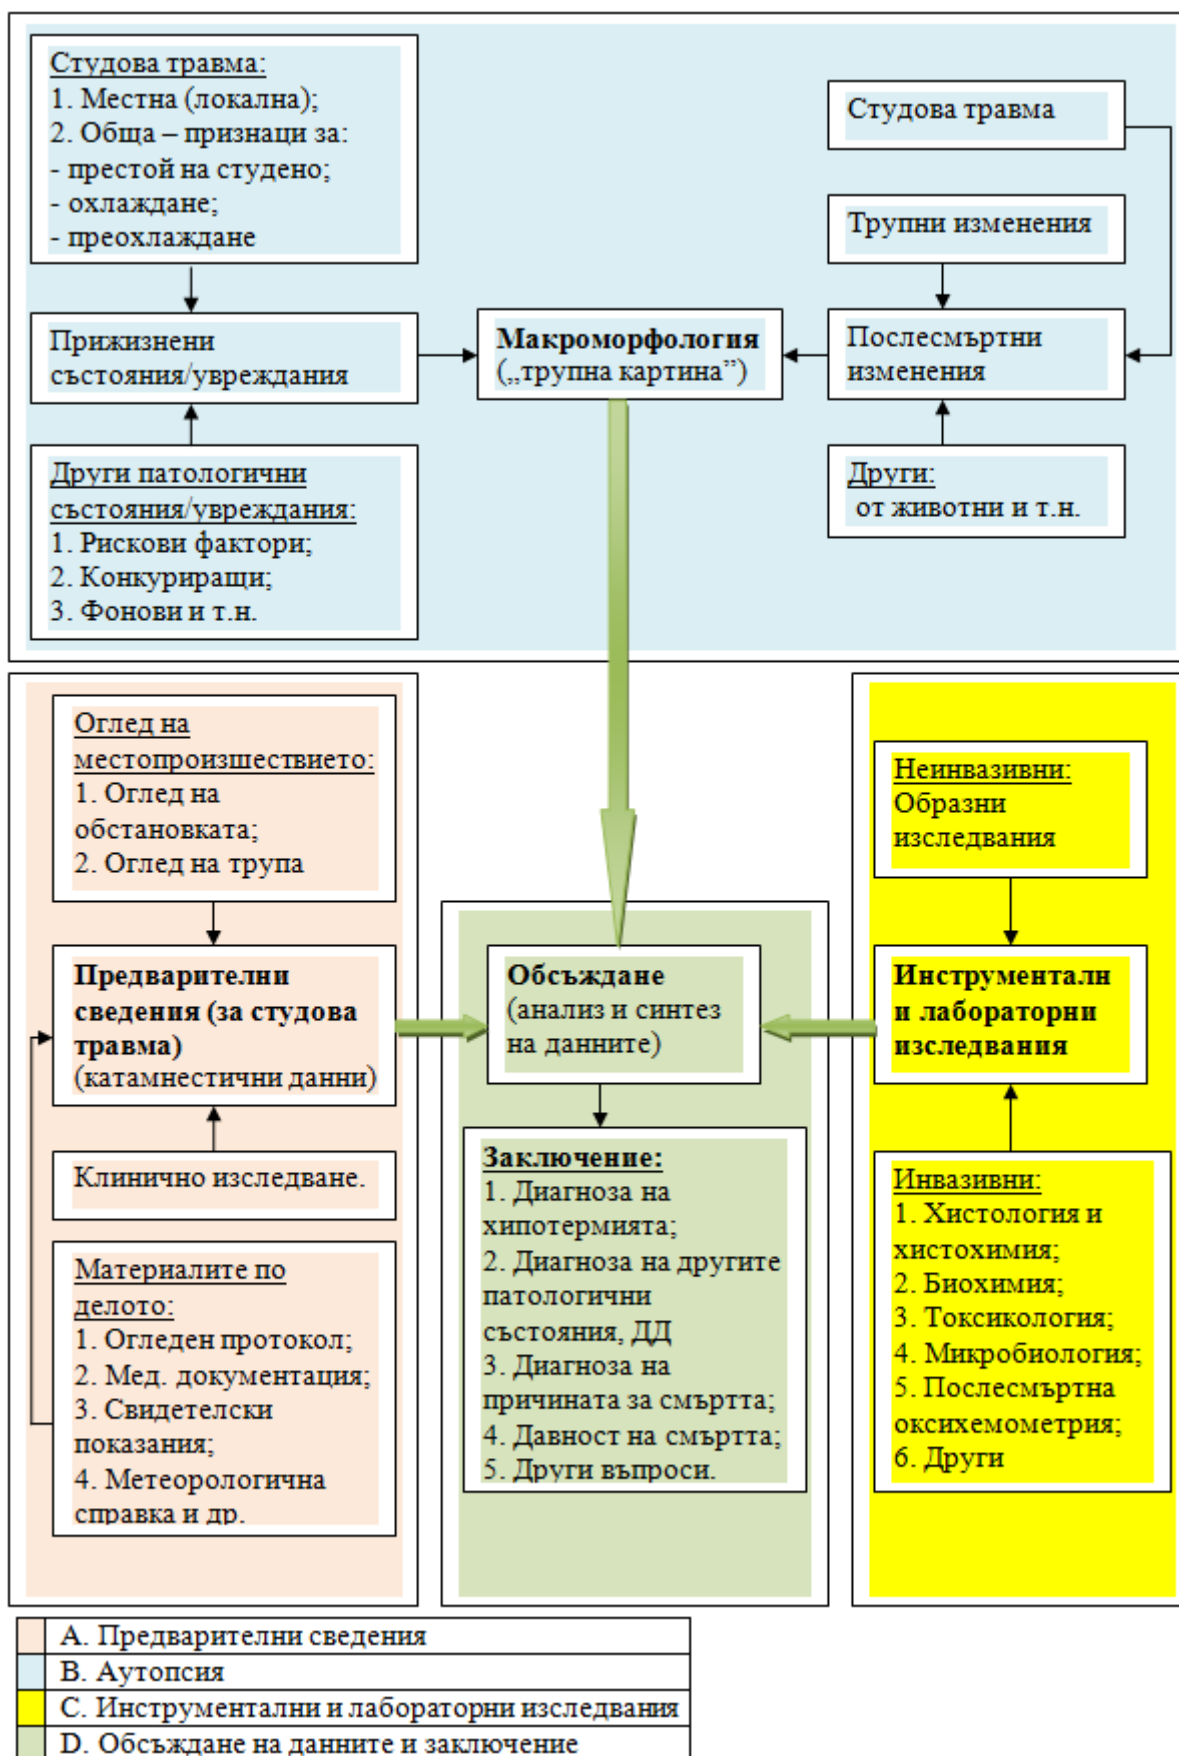 Студова травма:
1. Местна (локална);
2. Обща – признаци за:
- престой на студено;
- охлаждане;
- преохлаждане
Студова травма
Трупни изменения
Прижизнени
състояния/увреждания
Макроморфология
(„трупна картина”)
Послесмъртни
изменения
Други патологични
състояния/увреждания:
1. Рискови фактори;
2. Конкуриращи;
3. Фонови и т.н.
Други:
от животни и т.н.
Оглед на
местопроизшествието:
1. Оглед на
обстановката;
2. Оглед на трупа
Неинвазивни:
Образни
изследвания
Предварителни
сведения (за студова
травма)
(катамнестични данни)
Обсъждане
(анализ и синтез
на данните)
Инструменталн
и лабораторни
изследвания
Клинично изследване.
Материалите по
делото:
1. Огледен протокол;
2. Мед. документация;
3. Свидетелски
показания;
4. Метеорологична
справка и др.
Заключение:
1. Диагноза на
хипотермията;
2. Диагноза на другите
патологични
състояния, ДД
3. Диагноза на
причината за смъртта;
4. Давност на смъртта;
5. Други въпроси.
Инвазивни:
1. Хистология и
хистохимия;
2. Биохимия;
3. Токсикология;
4. Микробиология;
5. Послесмъртна
оксихемометрия;
6. Други
A. Предварителни сведения
B. Аутопсия
C. Инструментални и лабораторни изследвания
D. Обсъждане на данните и заключение